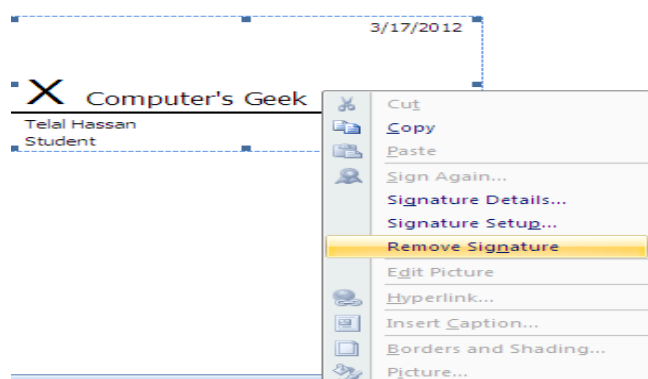 3/17/2012
X Computer's Geek
Telal Hassan
Student
Cut
Copy
Paste
Sign Again...
Signature Details...
Signature Setup...
Remove Signature
Edit Picture
Hyperlink...
Insert Caption...
Borders and Shading...
Picture...